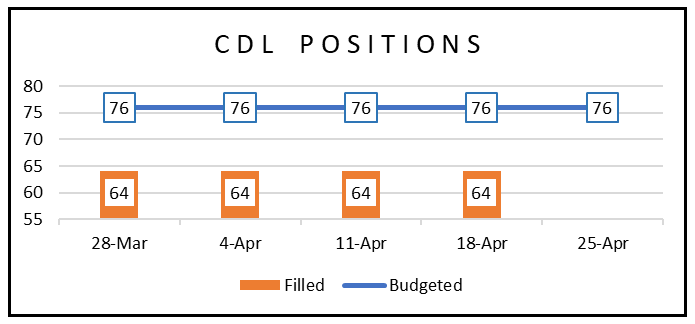 CDL POSITIONS
80
75
70
65
60
55
76 76 76 76 76
64 64 64 64
28-Mar 4-Apr 11-Apr 18-Apr 25-Apr
Filled Budgeted